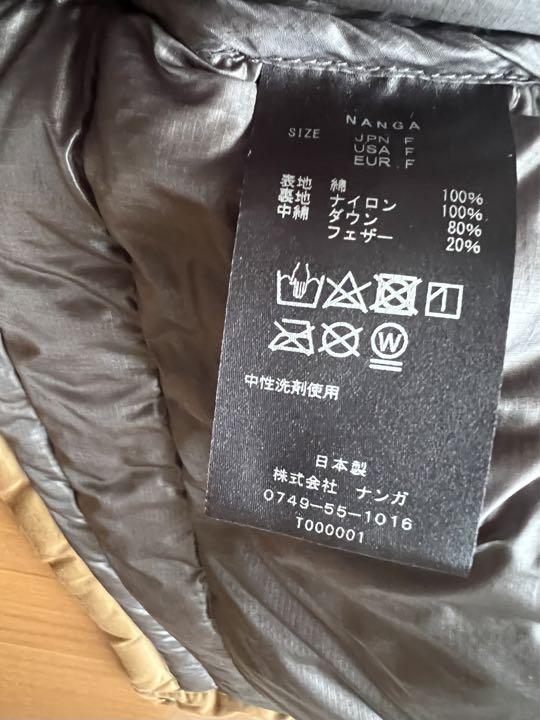 NANGA
SIZE JPN F
USA F
EUR F
表地 綿 100%
裏地 ナイロン 100%
中綿 ダウン 80%
フェザー 20%
W
中性洗剤使用
日本製
株式会社 ナンガ
0749-55-1016
T000001